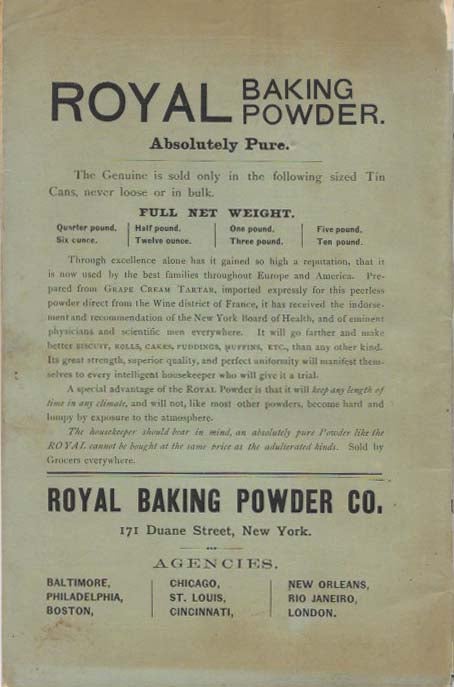 ROYAL BAKING POWDER.
Absolutely Pure.
The Genuine is sold only in the following sized Tin
Cans, never loose or in bulk.
FULL NET WEIGHT.
Quarter pound. Half pound. One pound. Five pound.
Six ounce. Twelve ounce. Three pound. Ten pound.
Through excellence alone has it gained so high a reputation, that it
is now used by the best families throughout Europe and America. Pre-
pared from GRAPE CREAM TARTAR, imported expressly for this peerless
powder direct from the Wine district of France, it has received the indorse-
ment and recommendation of the New York Board of Health, and of eminent
physicians and scientific men everywhere. It will go farther and make
better BISCUIT, ROLLS, CAKES, PUDDINGS, MUFFINS, ETC., than any other kind.
Its great strength, superior quality, and perfect uniformity will manifest them-
selves to every intelligent housekeeper who will give it a trial.
A special advantage of the ROYAL Powder is that it will keep any length of
time in any climate, and will not, like most other powders, become hard and
lumpy by exposure to the atmosphere.
The housekeeper should bear in mind, an absolutely pure Powder like the
ROYAL cannot be bought at the same price as the adulterated kinds. Sold by
Grocers everywhere.
ROYAL BAKING POWDER CO.
171 Duane Street, New York.
AGENCIES.
BALTIMORE, CHICAGO, NEW ORLEANS,
PHILADELPHIA, ST. LOUIS, RIO JANEIRO,
BOSTON, CINCINNATI, LONDON.